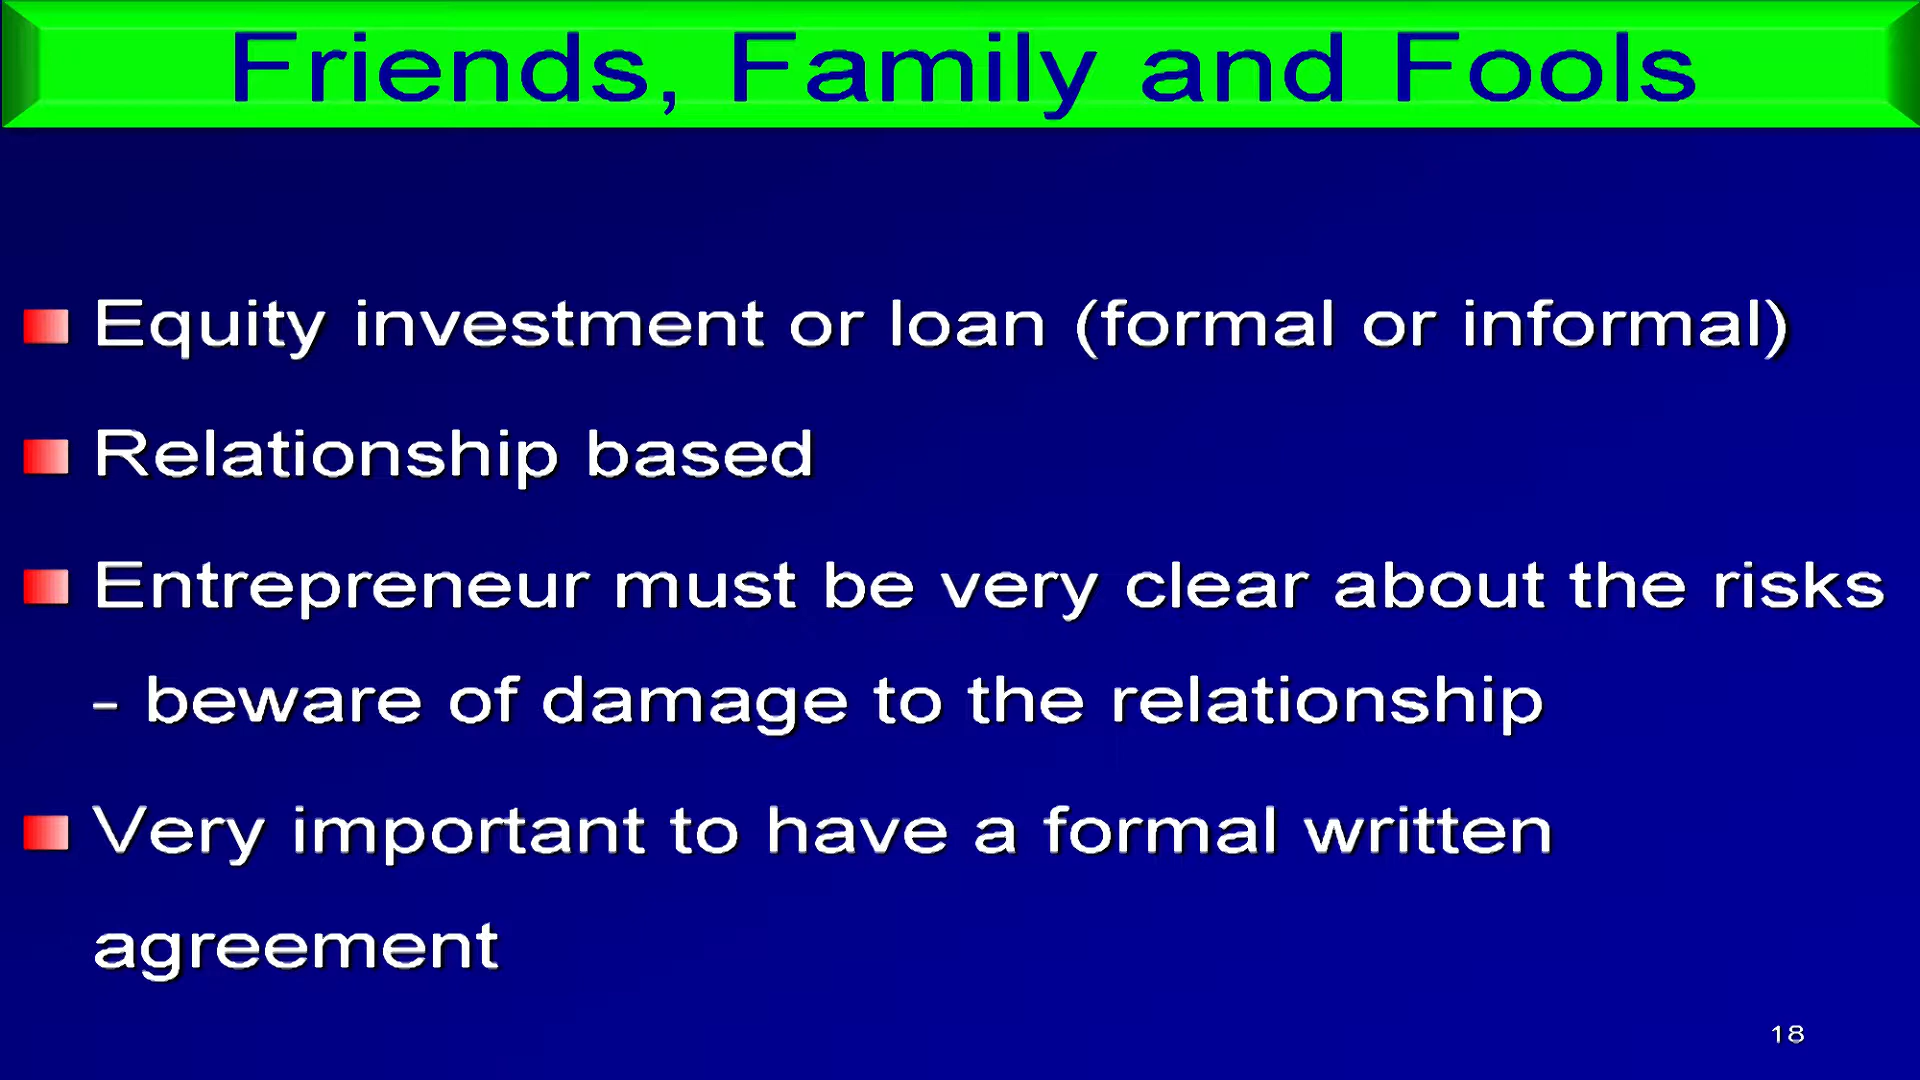 Friends, Family and Fools
Equity investment or loan (formal or informal)
Relationship based
Entrepreneur must be very clear about the risks
- beware of damage to the relationship
Very important to have a formal written
agreement
18